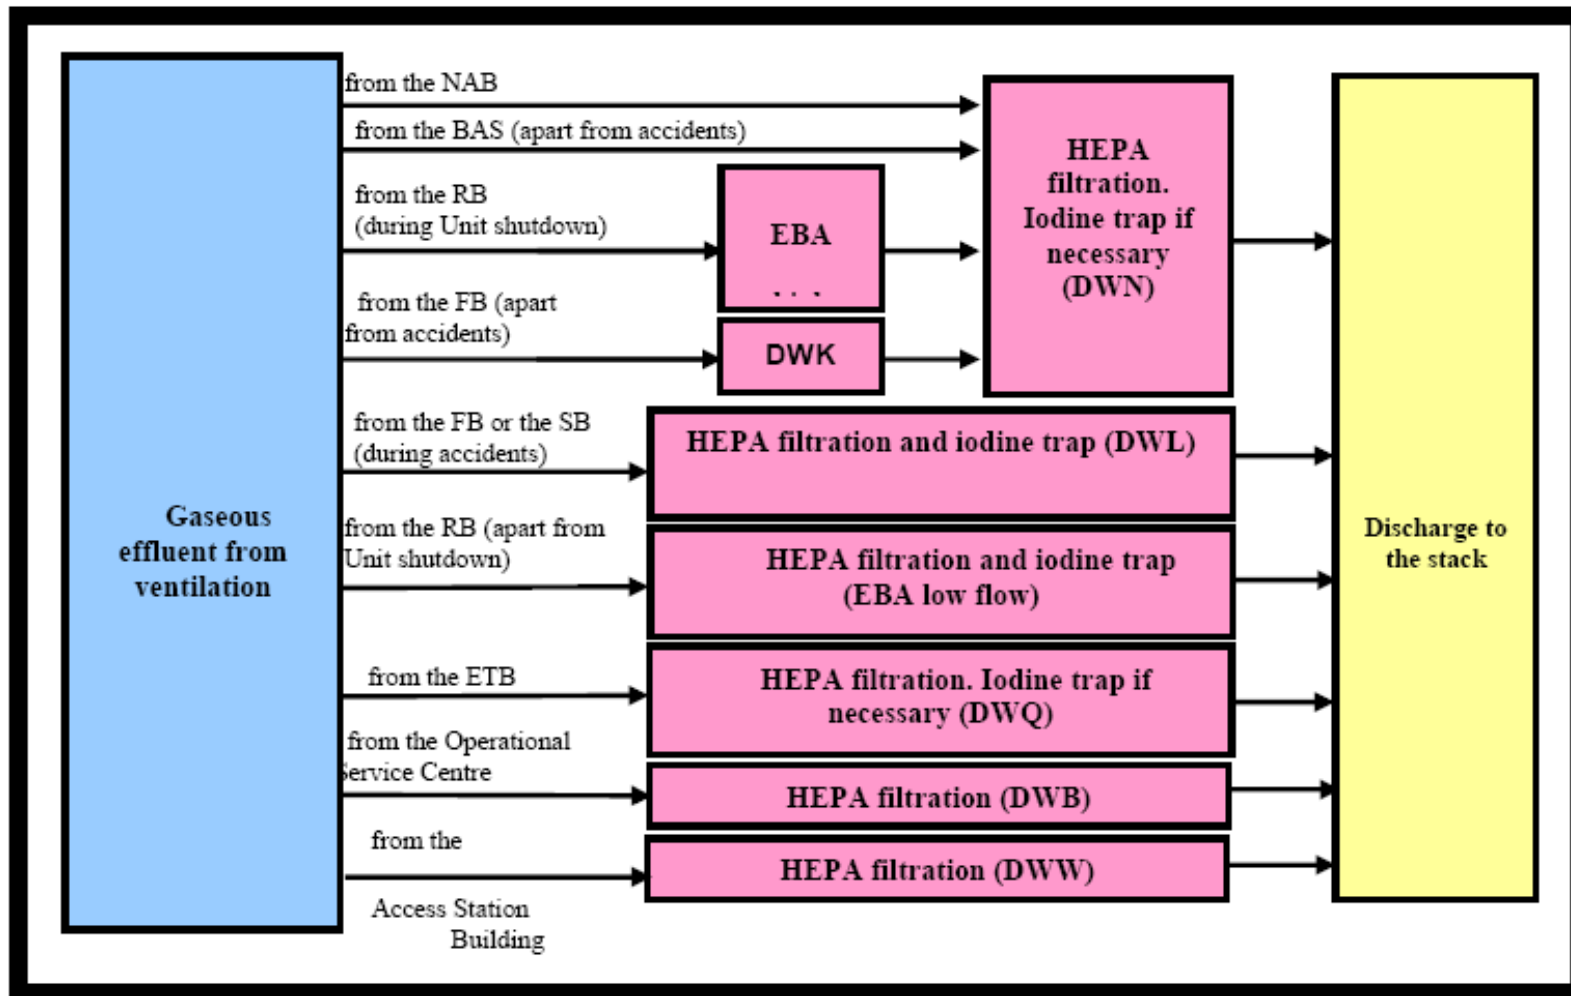 Gaseous
effluent from
ventilation
from the NAB
from the BAS (apart from accidents)
from the RB
(during Unit shutdown)
EBA
from the FB (apart
from accidents)
DWK
HEPA
filtration.
Iodine trap if
necessary
(DWN)
from the FB or the SB
(during accidents)
HEPA filtration and iodine trap (DWL)
from the RB (apart from
Unit shutdown)
HEPA filtration and iodine trap
(EBA low flow)
from the ETB
HEPA filtration. Iodine trap if
necessary (DWQ)
from the Operational
Service Centre
HEPA filtration (DWB)
from the
Access Station
Building
HEPA filtration (DWW)
Discharge to
the stack